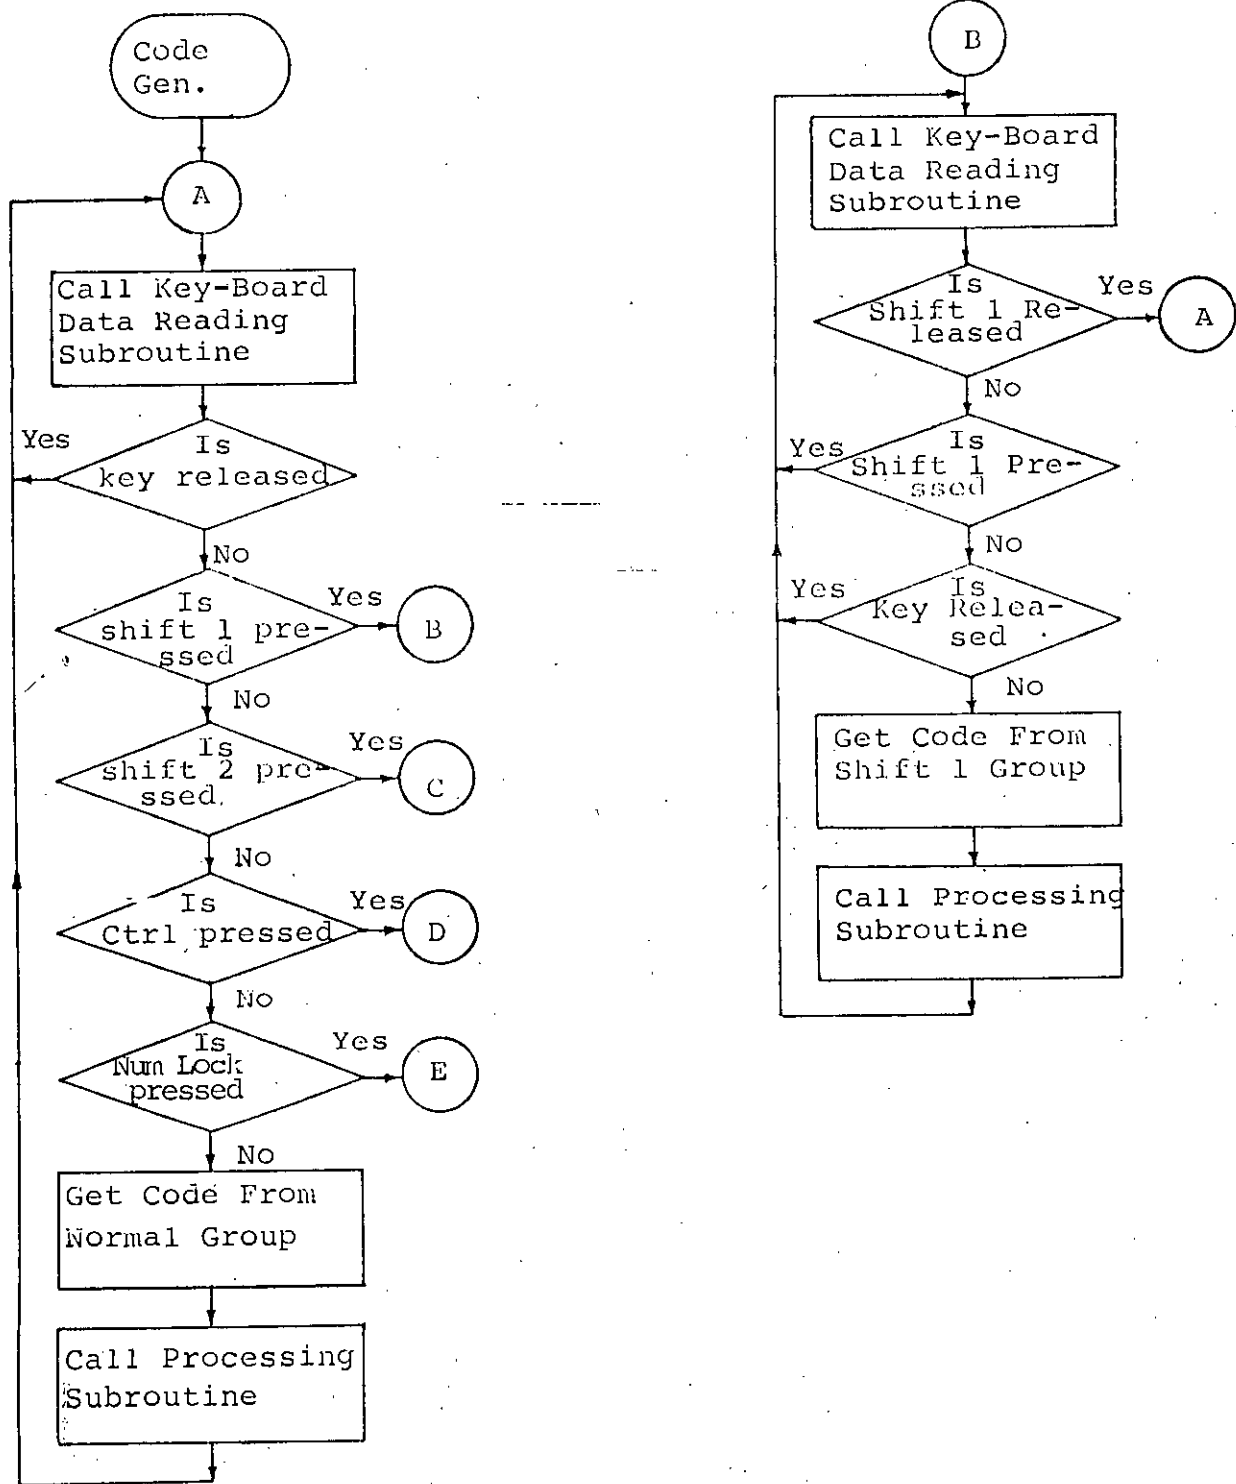 Code
Gen.
A
Call Key-Board
Data Reading
Subroutine
Is
key released
Yes
No
Is
shift 1 pre-
ssed
Yes
B
No
Is
shift 2 pre-
ssed.
Yes
C
No
Is
Ctrl pressed
Yes
D
No
Is
Num Lock
pressed
Yes
E
No
Get Code From
Normal Group
Call Processing
Subroutine
B
Call Key-Board
Data Reading
Subroutine
Is
Shift 1 Re-
leased
Yes
A
No
Is
Shift 1 Pre-
ssed
Yes
No
Is
Key Relea-
sed
Yes
No
Get Code From
Shift 1 Group
Call Processing
Subroutine